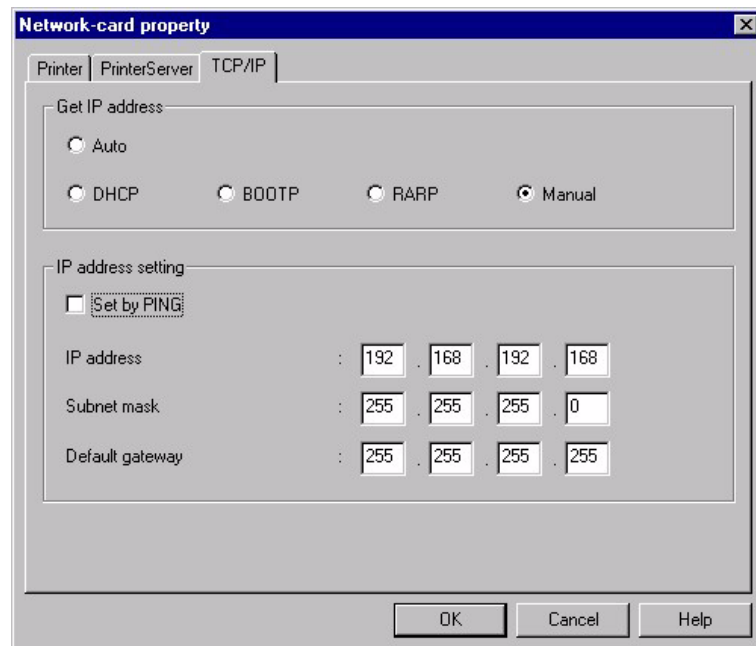 Network-card property
Printer PrinterServer TCP/IP
Get IP address
Auto
DHCP BOOTP RARP Manual
IP address setting
Set by PING
IP address : 192 . 168 . 192 . 168
Subnet mask : 255 . 255 . 255 . 0
Default gateway : 255 . 255 . 255 . 255
OK Cancel Help